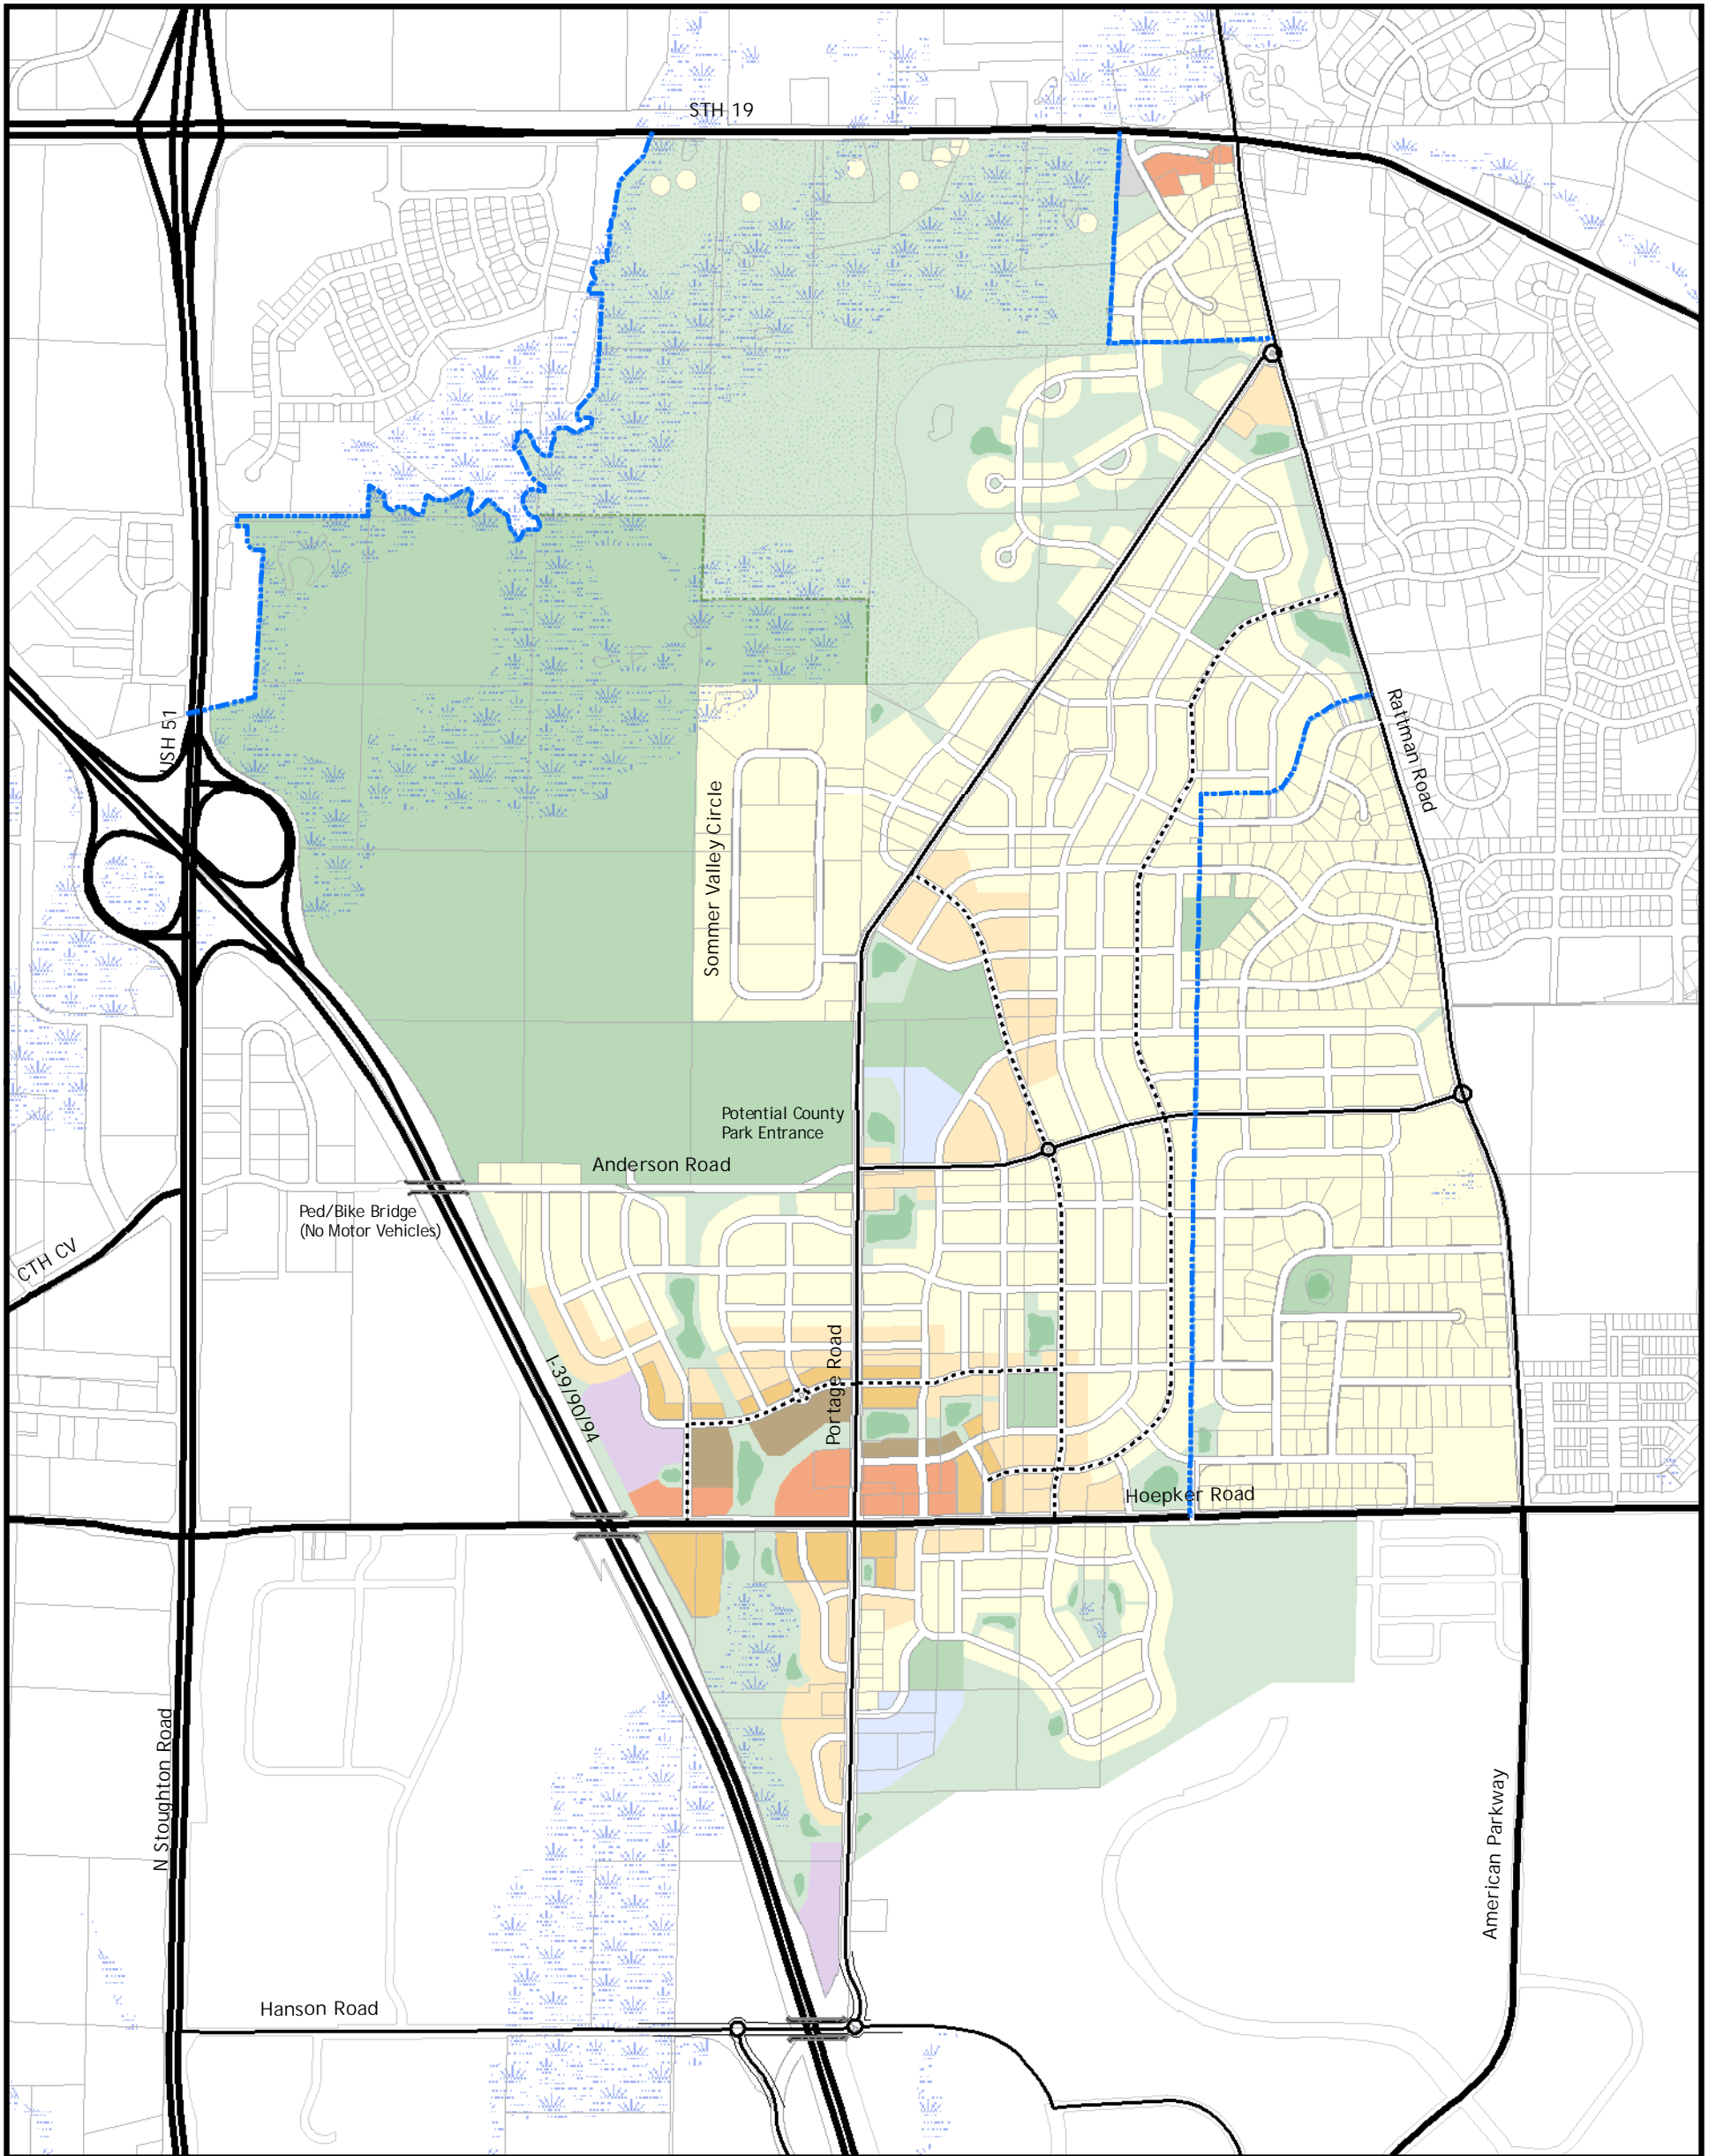 STH 19
USH 51
Rattman Road
Sommer Valley Circle
Potential County
Park Entrance
Anderson Road
Ped/Bike Bridge
(No Motor Vehicles)
CTH CV
I-39/90/94
Portage Road
Hoepker Road
N Stoughton Road
American Parkway
Hanson Road